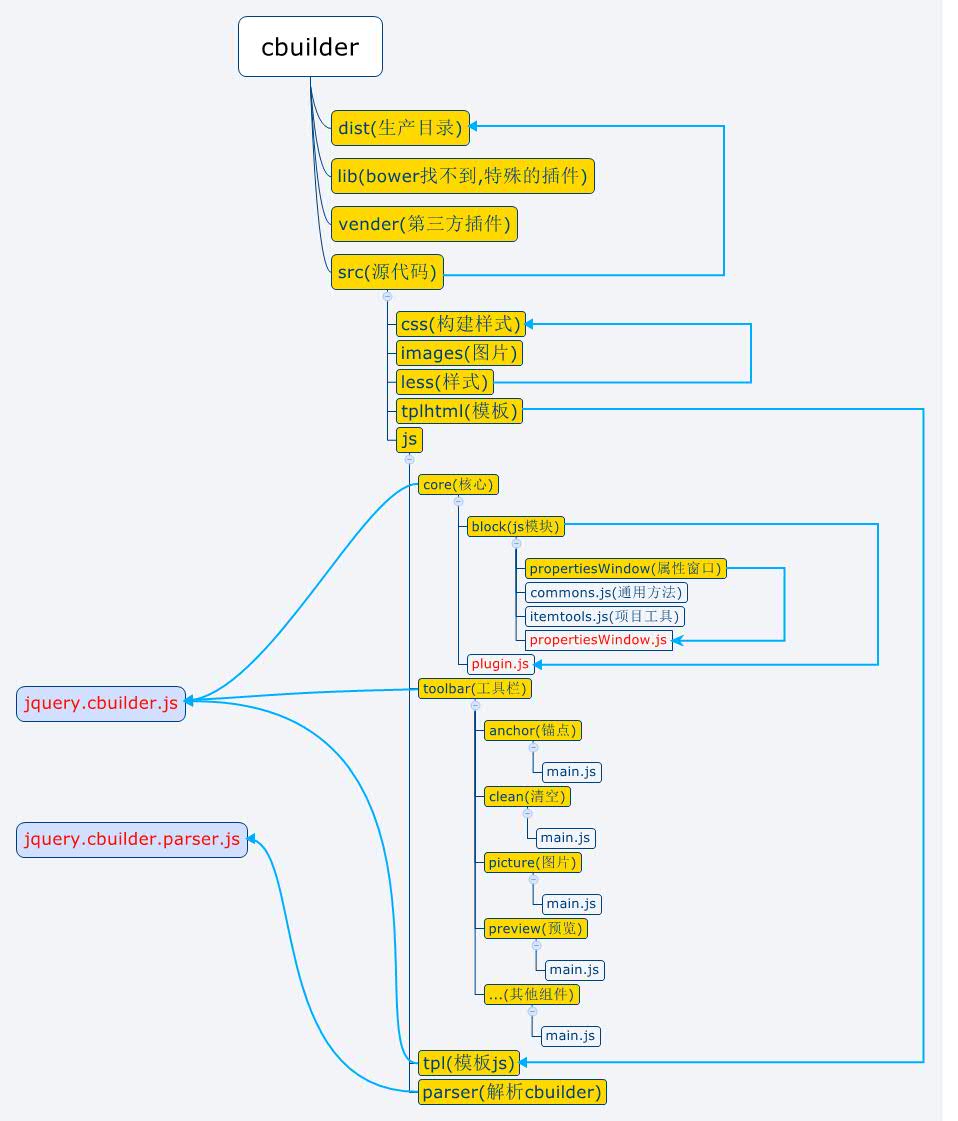 cbuilder
dist(生产目录)
lib(bower找不到,特殊的插件)
vender(第三方插件)
src(源代码)
css(构建样式)
images(图片)
less(样式)
tplhtml(模板)
js
core(核心)
block(js模块)
propertiesWindow(属性窗口)
commons.js(通用方法)
itemtools.js(项目工具)
propertiesWindow.js
plugin.js
toolbar(工具栏)
jquery.cbuilder.js
anchor(锚点)
main.js
clean(清空)
main.js
jquery.cbuilder.parser.js
picture(图片)
main.js
preview(预览)
main.js
...(其他组件)
main.js
tpl(模板js)
parser(解析cbuilder)